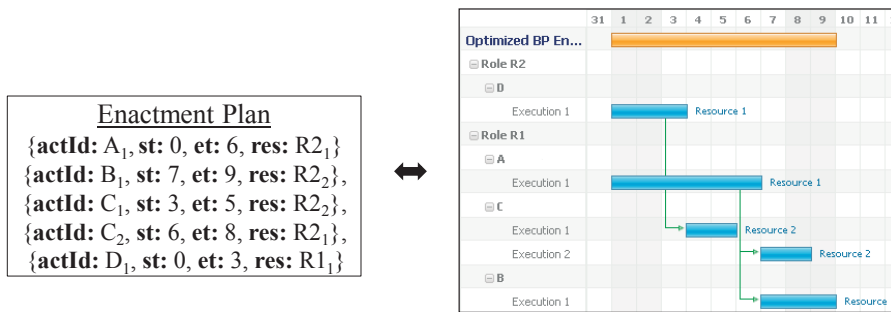 Enactment Plan
{actId: A1, st: 0, et: 6, res: R21}
{actId: B1, st: 7, et: 9, res: R22},
{actId: C1, st: 3, et: 5, res: R22},
{actId: C2, st: 6, et: 8, res: R21},
{actId: D1, st: 0, et: 3, res: R11}
31 1 2 3 4 5 6 7 8 9 10 11
Optimized BP En...
Role R2
D
Execution 1 Resource 1
Role R1
A
Execution 1 Resource 1
C
Execution 1 Resource 2
Execution 2 Resource 2
B
Execution 1 Resource